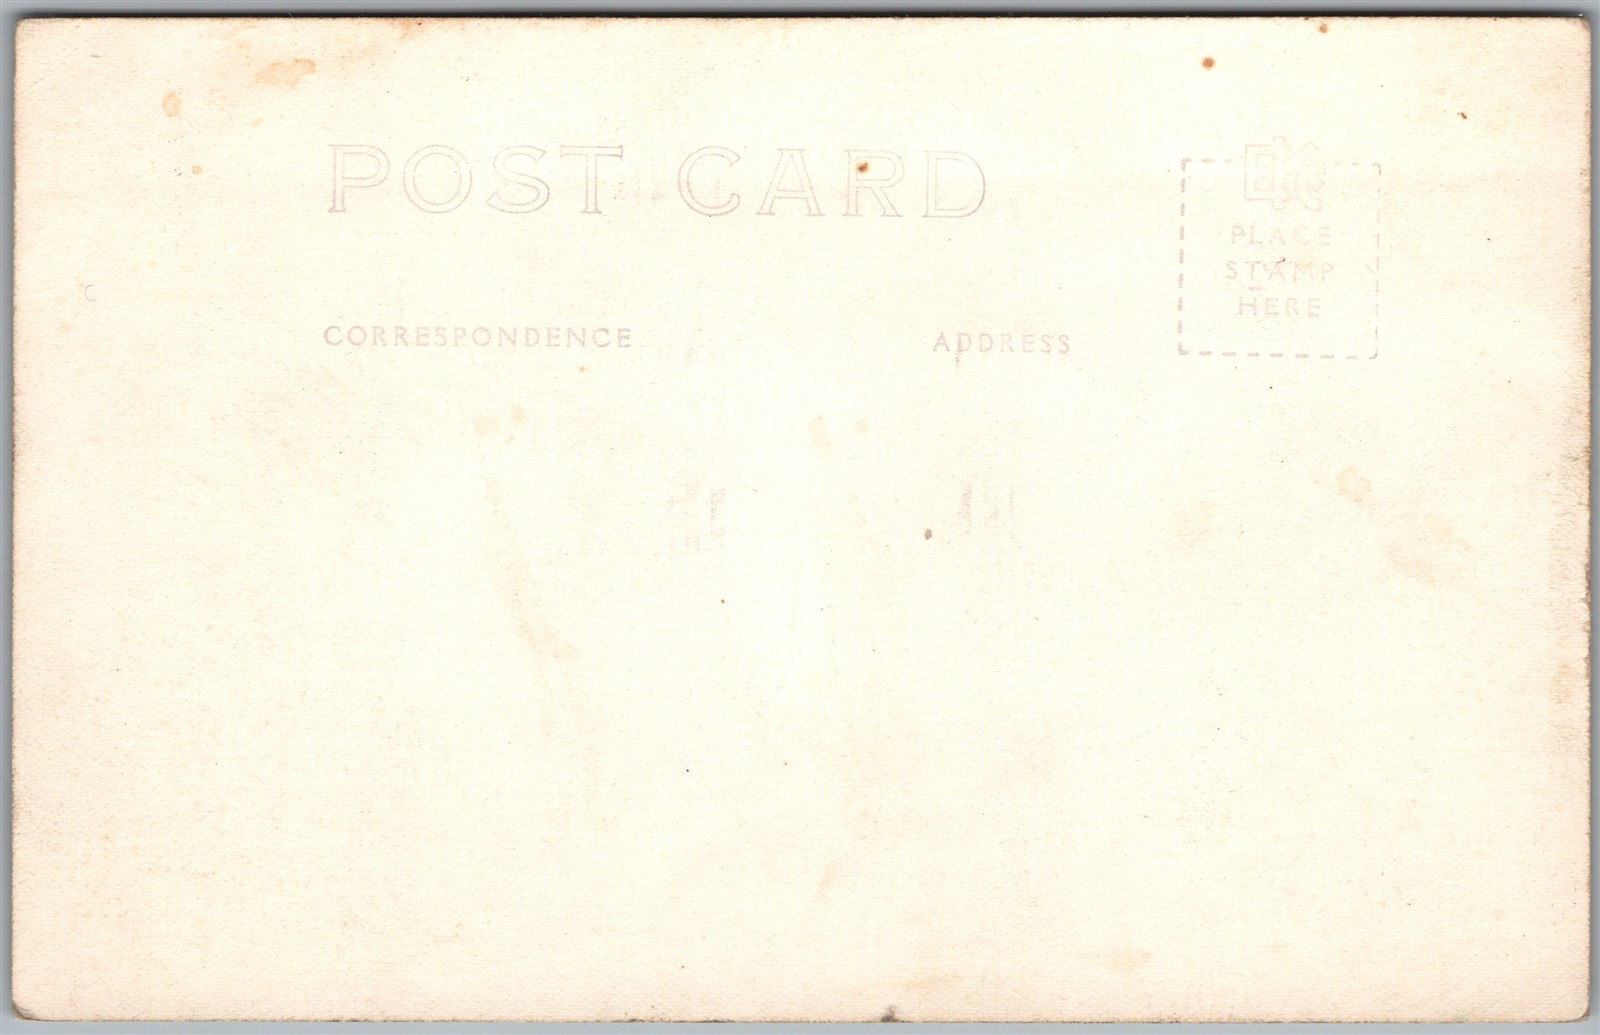 POST CARD
PLACE
STAMP
HERE
CORRESPONDENCE
ADDRESS